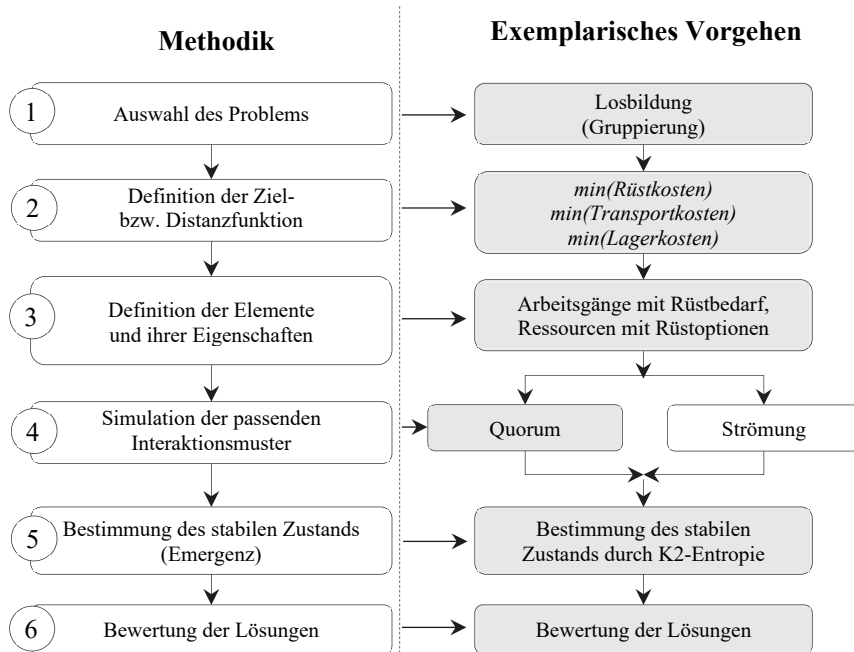 Methodik
Exemplarisches Vorgehen
1
Auswahl des Problems
Losbildung
(Gruppierung)
2
Definition der Ziel-
bzw. Distanzfunktion
min(Rüstkosten)
min(Transportkosten)
min(Lagerkosten)
3
Definition der Elemente
und ihrer Eigenschaften
Arbeitsgänge mit Rüstbedarf,
Ressourcen mit Rüstoptionen
4
Simulation der passenden
Interaktionsmuster
Quorum
Strömung
5
Bestimmung des stabilen Zustands
(Emergenz)
Bestimmung des stabilen
Zustands durch K2-Entropie
6
Bewertung der Lösungen
Bewertung der Lösungen